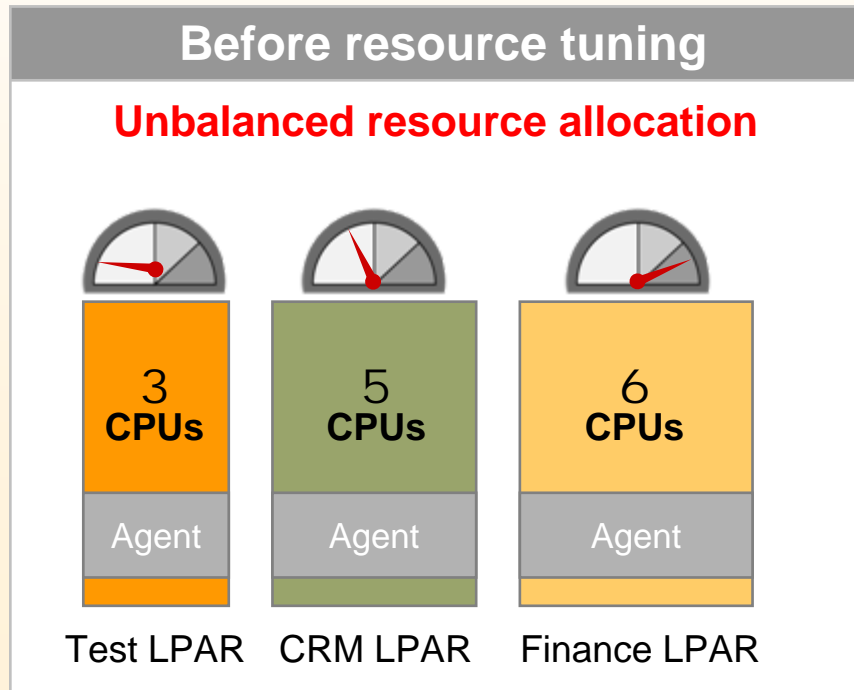 Before resource tuning
Unbalanced resource allocation
3
CPUs
5
CPUs
6
CPUs
Agent
Agent
Agent
Test LPAR
CRM LPAR
Finance LPAR